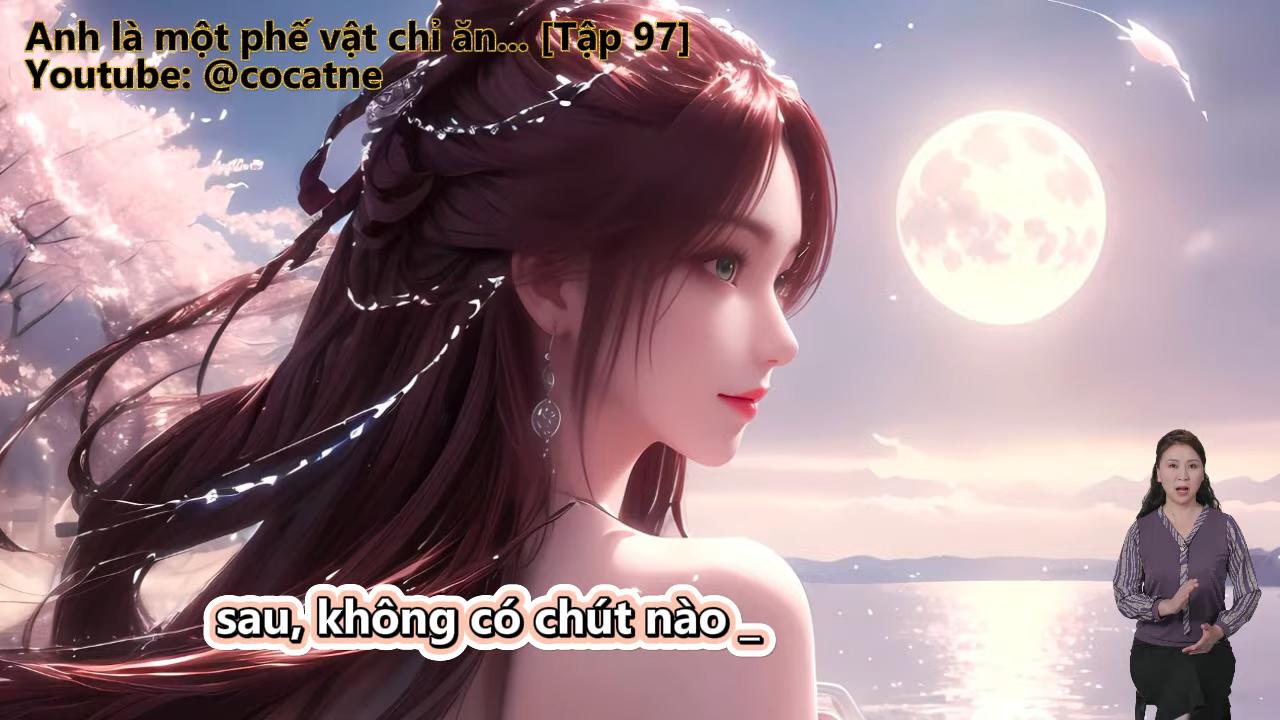 Anh là một phế vật chỉ ăn... [Tập 97]
Youtube: @cocatne
sau, không có chút nào _